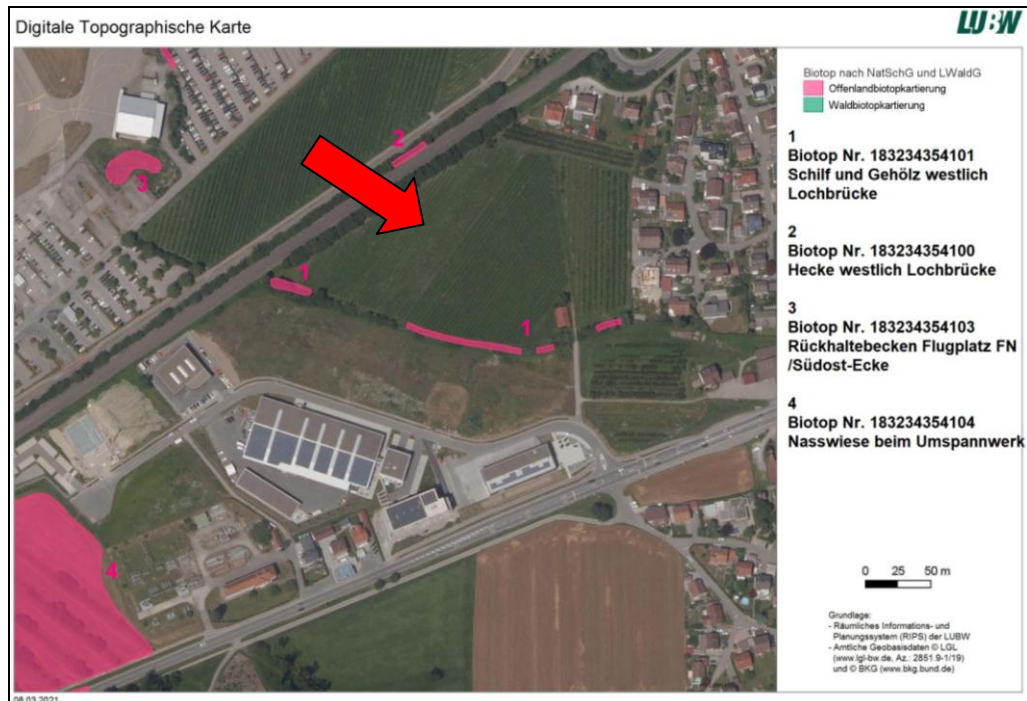 Digitale Topographische Karte
LUBW
Biotop nach NatSchG und LWaldG
Offenlandbiotopkartierung
Waldbiotopkartierung
1
Biotop Nr. 183234354101
Schilf und Gehölz westlich
Lochbrücke
2
Biotop Nr. 183234354100
Hecke westlich Lochbrücke
3
Biotop Nr. 183234354103
Rückhaltebecken Flugplatz FN
/Südost-Ecke
4
Biotop Nr. 183234354104
Nasswiese beim Umspannwerk
2
3
1
1
4
0 25 50 m
Grundlage:
- Räumliches Informations- und
Planungssystem (RIPS) der LUBW
- Amtliche Geobasisdaten © LGL
(www.lgl-bw.de, Az.: 2851.9-1/19)
und © BKG (www.bkg.bund.de)
08.03.2021